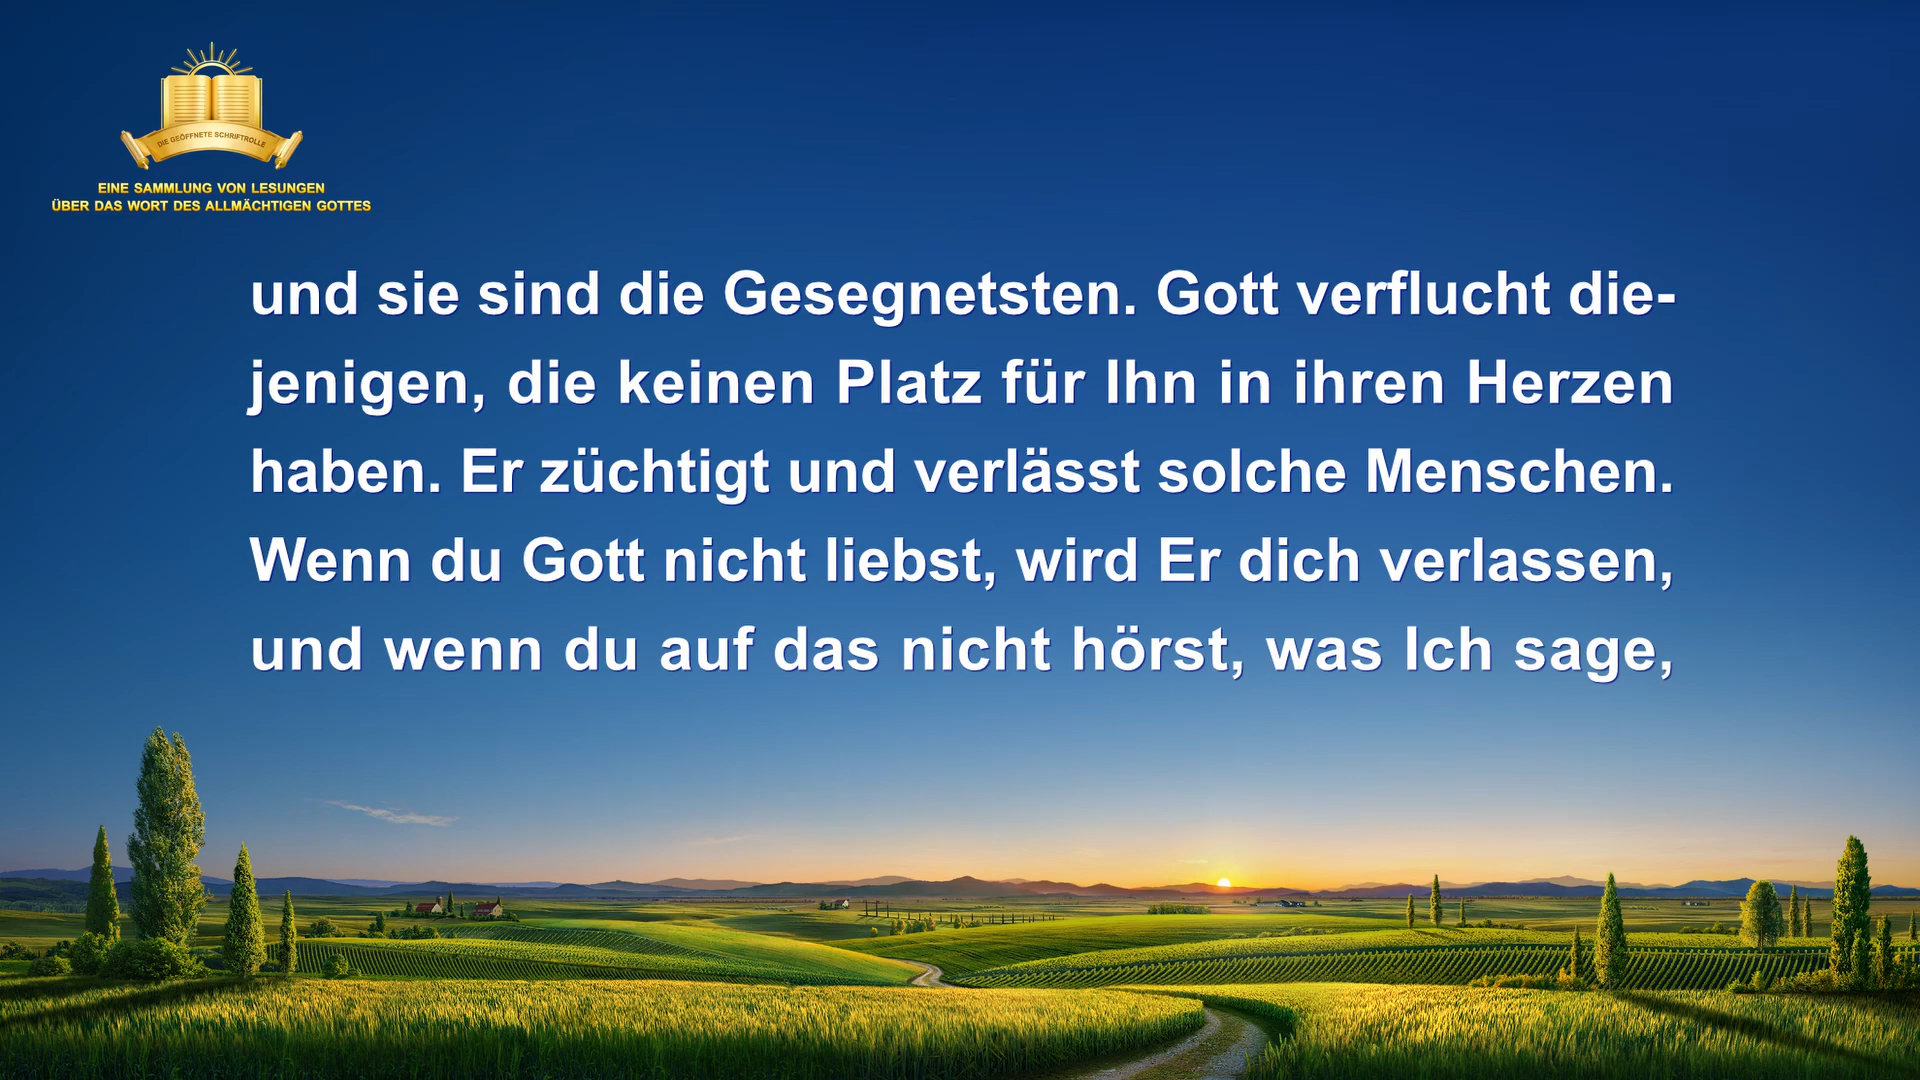 DIE GEÖFFNETE SCHRIFTROLLE
EINE SAMMLUNG VON LESUNGEN
ÜBER DAS WORT DES ALLMÄCHTIGEN GOTTES
und sie sind die Gesegnetsten. Gott verflucht die-
jenigen, die keinen Platz für Ihn in ihren Herzen
haben. Er züchtigt und verlässt solche Menschen.
Wenn du Gott nicht liebst, wird Er dich verlassen,
und wenn du auf das nicht hörst, was Ich sage,